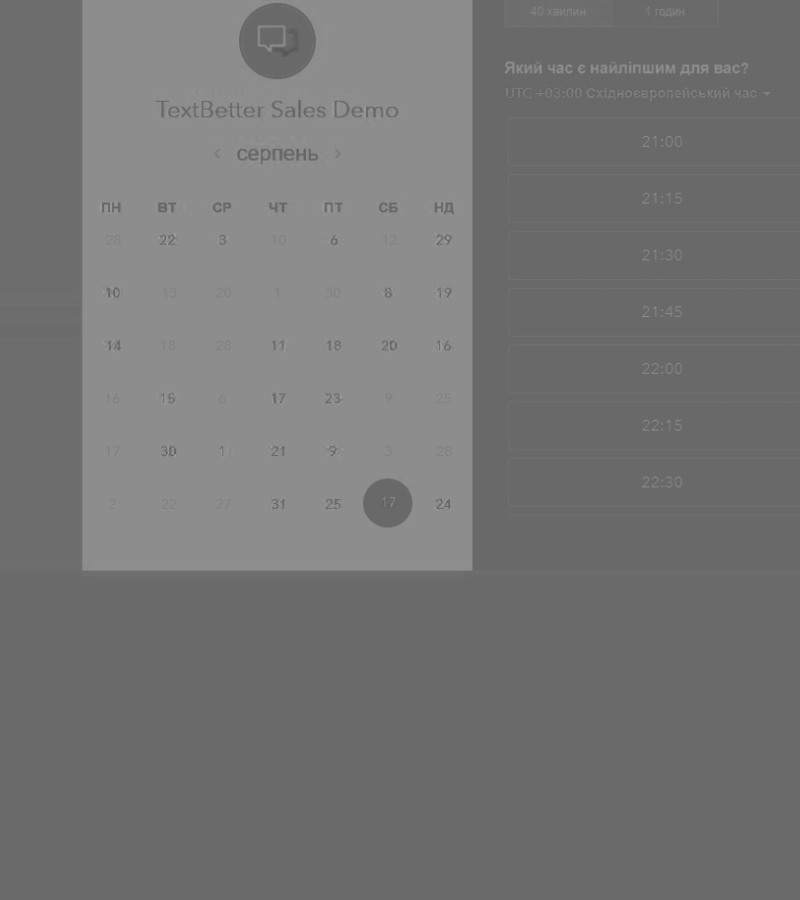 TextBetter Sales Demo
серпень
ПН ВТ СР ЧТ ПТ СБ НД
28 22 3 10 6 12 29
10 13 20 1 30 8 19
14 18 28 11 18 20 16
16 15 6 17 23 9 25
17 30 1 21 9 3 28
2 22 27 31 25 17 24
40 хвилин 1 годин
Який час є найліпшим для вас?
UTC +03:00 Східноєвропейський час
21:00
21:15
21:30
21:45
22:00
22:15
22:30